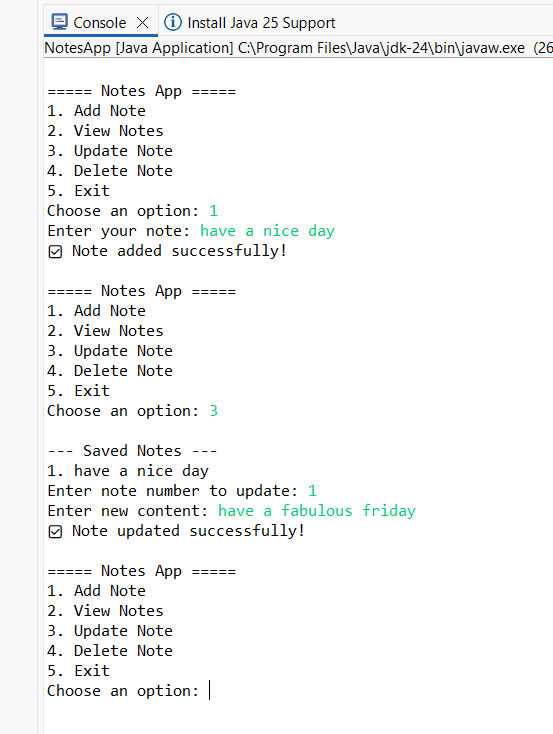 Console Install Java 25 Support
NotesApp [Java Application] C:\Program Files\Java\jdk-24\bin\javaw.exe (26
===== Notes App =====
1. Add Note
2. View Notes
3. Update Note
4. Delete Note
5. Exit
Choose an option: 1
Enter your note: have a nice day
☑ Note added successfully!
===== Notes App =====
1. Add Note
2. View Notes
3. Update Note
4. Delete Note
5. Exit
Choose an option: 3
--- Saved Notes ---
1. have a nice day
Enter note number to update: 1
Enter new content: have a fabulous friday
☑ Note updated successfully!
===== Notes App =====
1. Add Note
2. View Notes
3. Update Note
4. Delete Note
5. Exit
Choose an option: